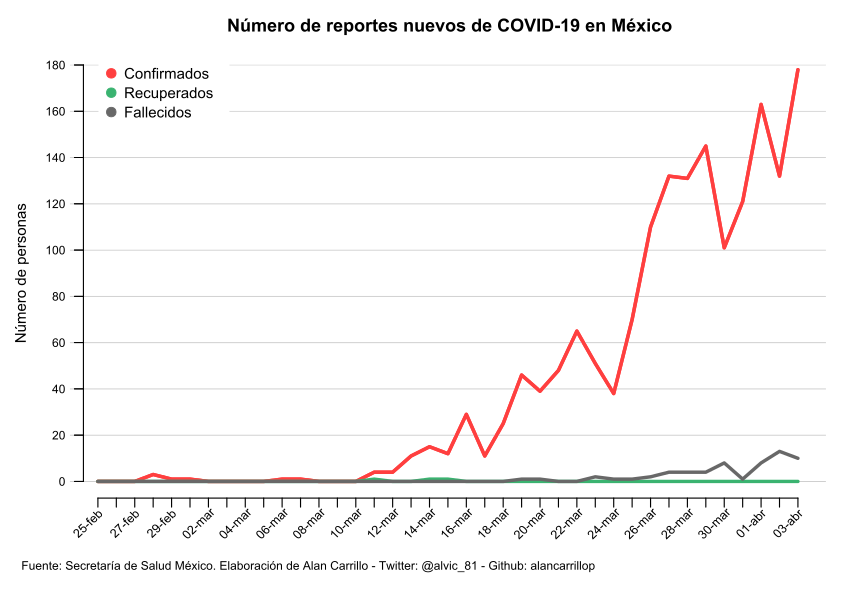 Número de reportes nuevos de COVID-19 en México
Confirmados
Recuperados
Fallecidos
Número de personas
180
160
140
120
100
80
60
40
20
0
25-feb
27-feb
29-feb
02-mar
04-mar
06-mar
08-mar
10-mar
12-mar
14-mar
16-mar
18-mar
20-mar
22-mar
24-mar
26-mar
28-mar
30-mar
01-abr
03-abr
Fuente: Secretaría de Salud México. Elaboración de Alan Carrillo - Twitter: @alvic_81 - Github: alancarrillop